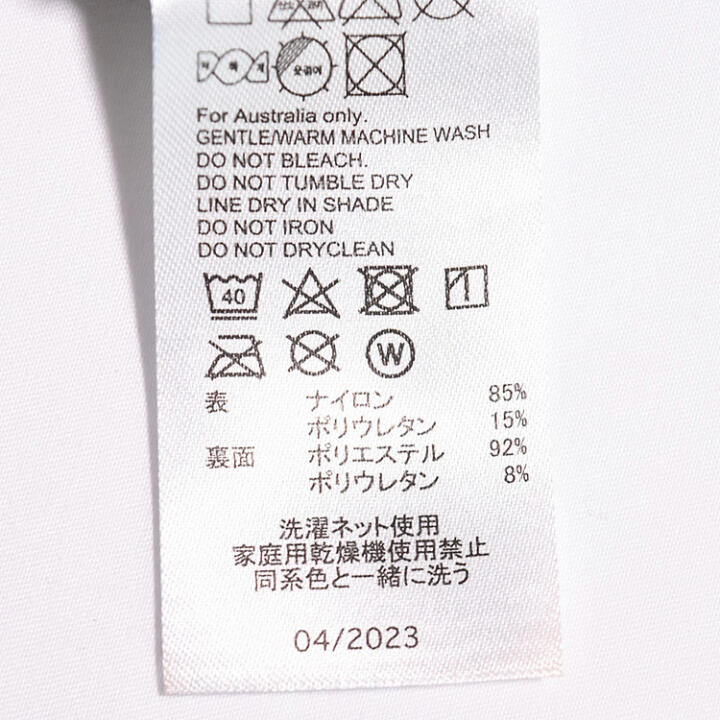 옷걸이
For Australia only.
GENTLE/WARM MACHINE WASH
DO NOT BLEACH.
DO NOT TUMBLE DRY
LINE DRY IN SHADE
DO NOT IRON
DO NOT DRYCLEAN
40
W
表 ナイロン 85%
ポリウレタン 15%
裏面 ポリエステル 92%
ポリウレタン 8%
洗濯ネット使用
家庭用乾燥機使用禁止
同系色と一緒に洗う
04/2023